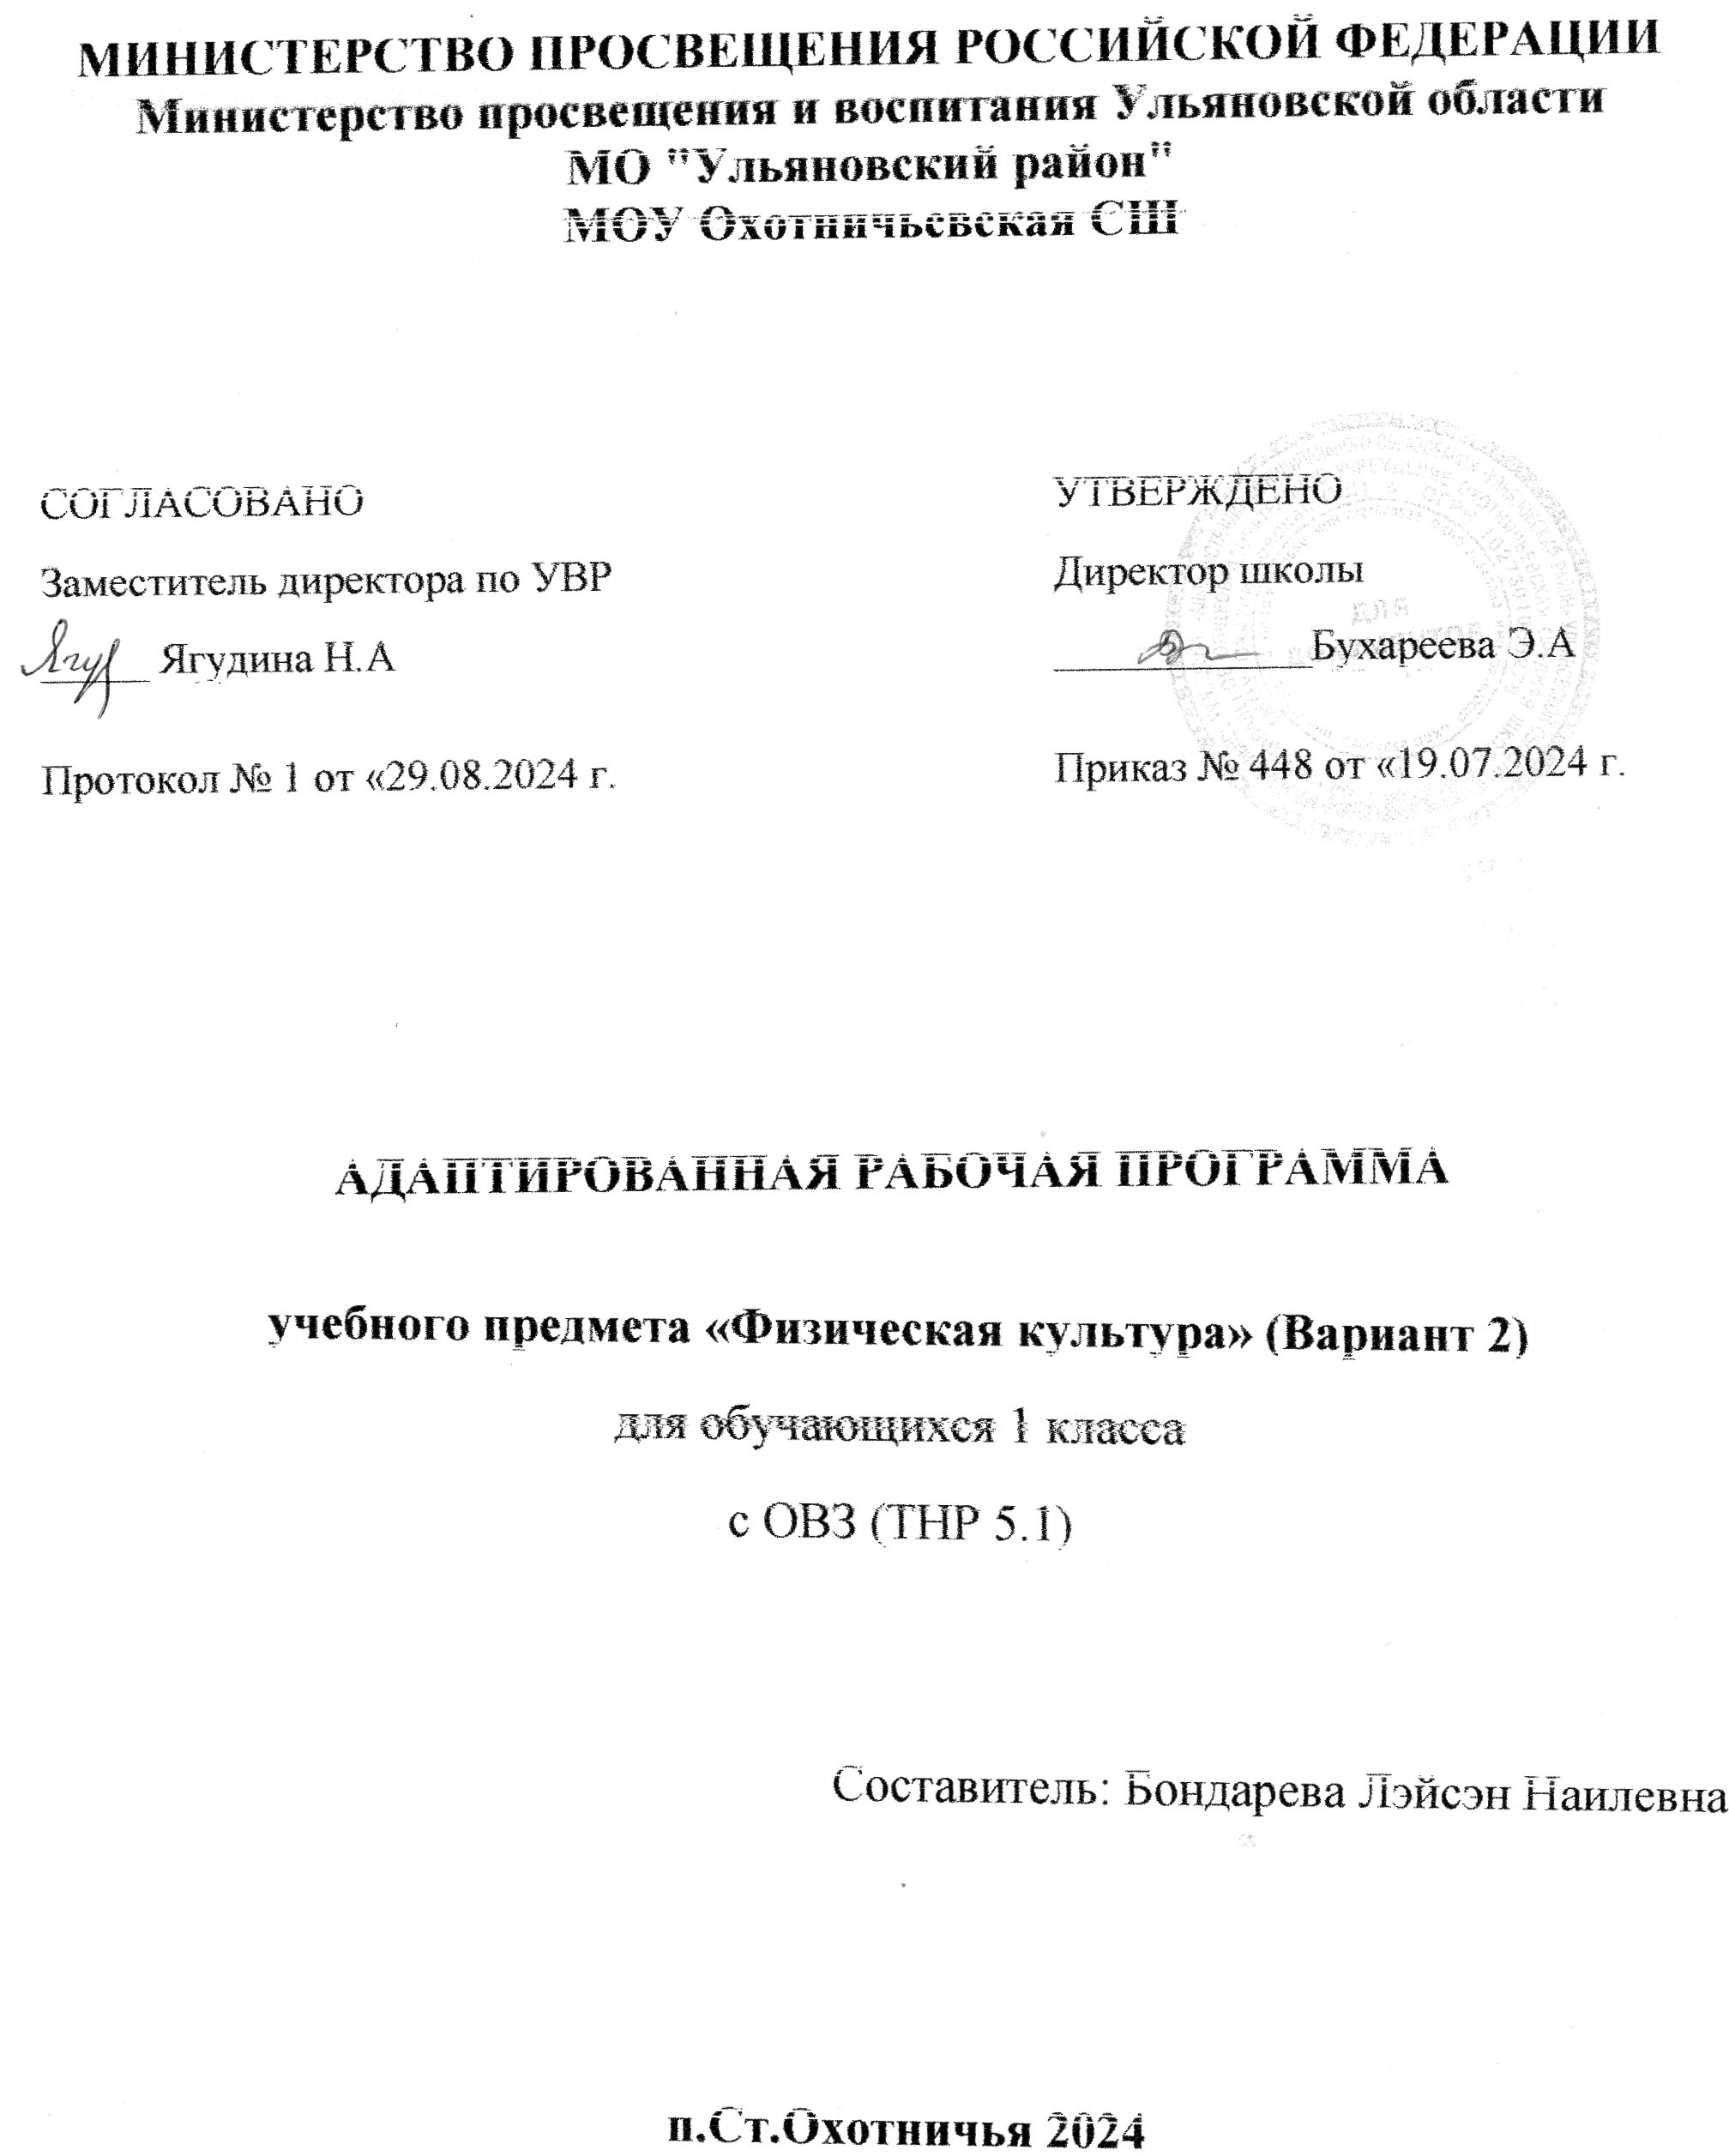 МИНИСТЕРСТВО ПРОСВЕЩЕНИЯ РОССИЙСКОЙ ФЕДЕРАЦИИ
Министерство просвещения и воспитания Ульяновской области
МО "Ульяновский район"
МОУ Охотничьевская СШ
СОГЛАСОВАНО
Заместитель директора по УВР
Ягудина Н.А
Протокол № 1 от «29.08.2024 г.
УТВЕРЖДЕНО
Директор школы
Бухареева Э.А
Приказ № 448 от «19.07.2024 г.
АДАПТИРОВАННАЯ РАБОЧАЯ ПРОГРАММА
учебного предмета «Физическая культура» (Вариант 2)
для обучающихся 1 класса
с ОВЗ (ТНР 5.1)
Составитель: Бондарева Лэйсэн Наилевна
п.Ст.Охотничья 2024